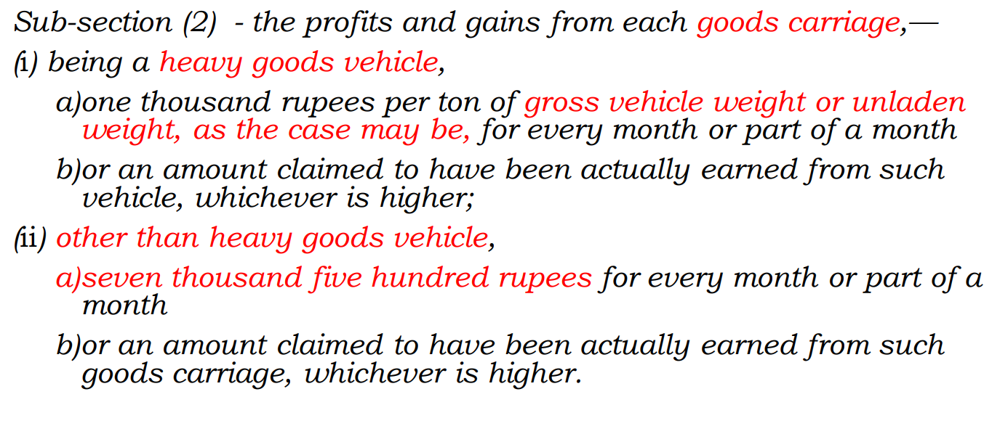 Sub-section (2)  - the profits and gains from each goods carriage,—
(i) being a heavy goods vehicle,
a)one thousand rupees per ton of gross vehicle weight or unladen
weight, as the case may be, for every month or part of a month
b)or an amount claimed to have been actually earned from such
vehicle, whichever is higher;
(ii) other than heavy goods vehicle,
a)seven thousand five hundred rupees for every month or part of a
month
b)or an amount claimed to have been actually earned from such
goods carriage, whichever is higher.